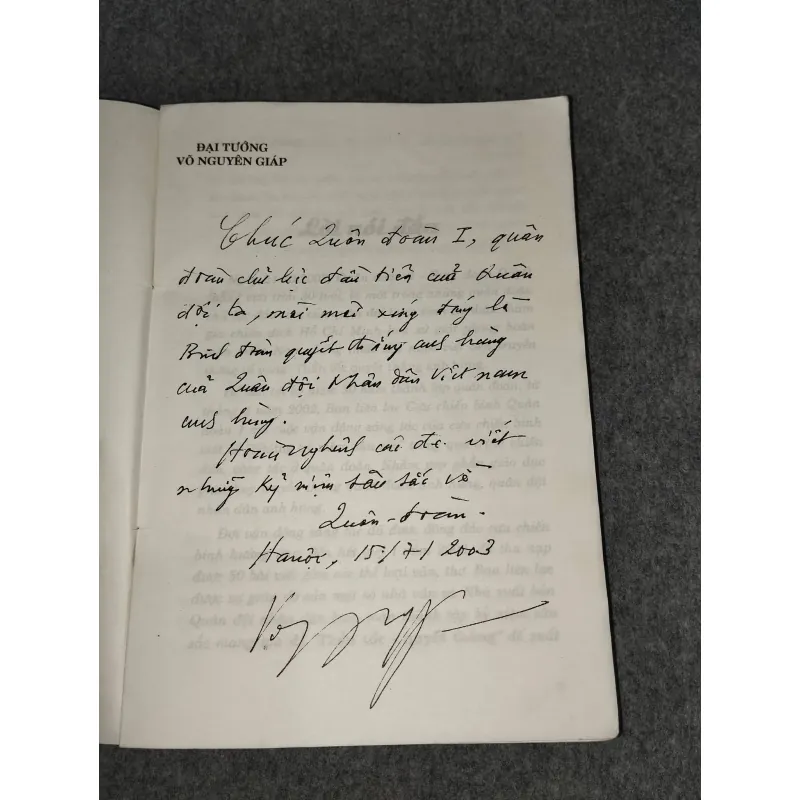 ĐẠI TƯỚNG
VÕ NGUYÊN GIÁP
Chúc Quân đoàn I, quân
đoàn chủ lực đầu tiên của Quân
đội ta, mãi mãi xứng đáng là
Binh đoàn quyết thắng anh hùng
của Quân đội Nhân dân Việt nam
anh hùng.
Hoan nghênh các đ/c viết
những kỷ niệm sâu sắc về
Quân-đoàn.
Hanội, 15/7/2003